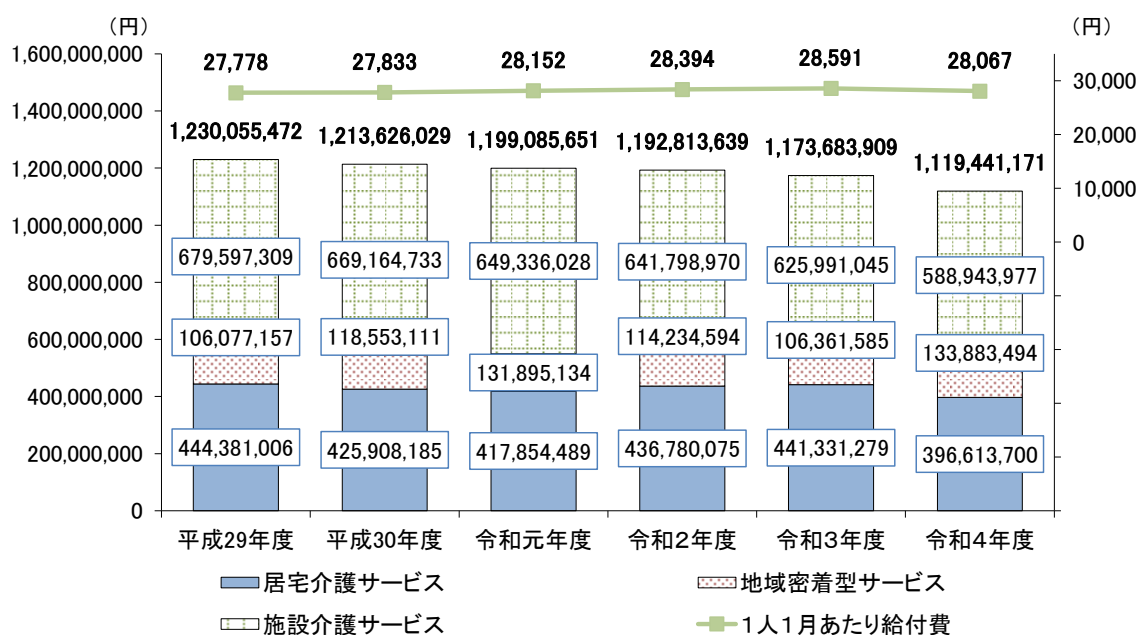 （円）
（円）
1,600,000,000
1,400,000,000
1,200,000,000
1,000,000,000
800,000,000
600,000,000
400,000,000
200,000,000
0
30,000
20,000
10,000
0
27,778 27,833 28,152 28,394 28,591 28,067
1,230,055,472 1,213,626,029 1,199,085,651 1,192,813,639 1,173,683,909 1,119,441,171
679,597,309 669,164,733 649,336,028 641,798,970 625,991,045 588,943,977
106,077,157 118,553,111 131,895,134 114,234,594 106,361,585 133,883,494
444,381,006 425,908,185 417,854,489 436,780,075 441,331,279 396,613,700
平成29年度 平成30年度 令和元年度 令和２年度 令和３年度 令和４年度
居宅介護サービス 地域密着型サービス
施設介護サービス １人１月あたり給付費